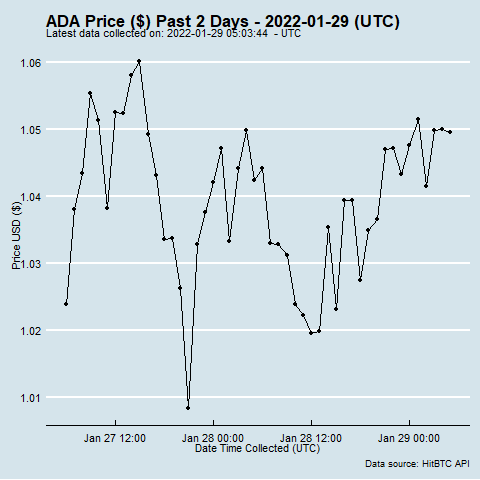 ADA Price ($) Past 2 Days - 2022-01-29 (UTC)
Latest data collected on: 2022-01-29 05:03:44 - UTC
1.06
1.05
1.04
1.03
1.02
1.01
Price USD ($)
Jan 27 12:00 Jan 28 00:00 Jan 28 12:00 Jan 29 00:00
Date Time Collected (UTC)
Data source: HitBTC API